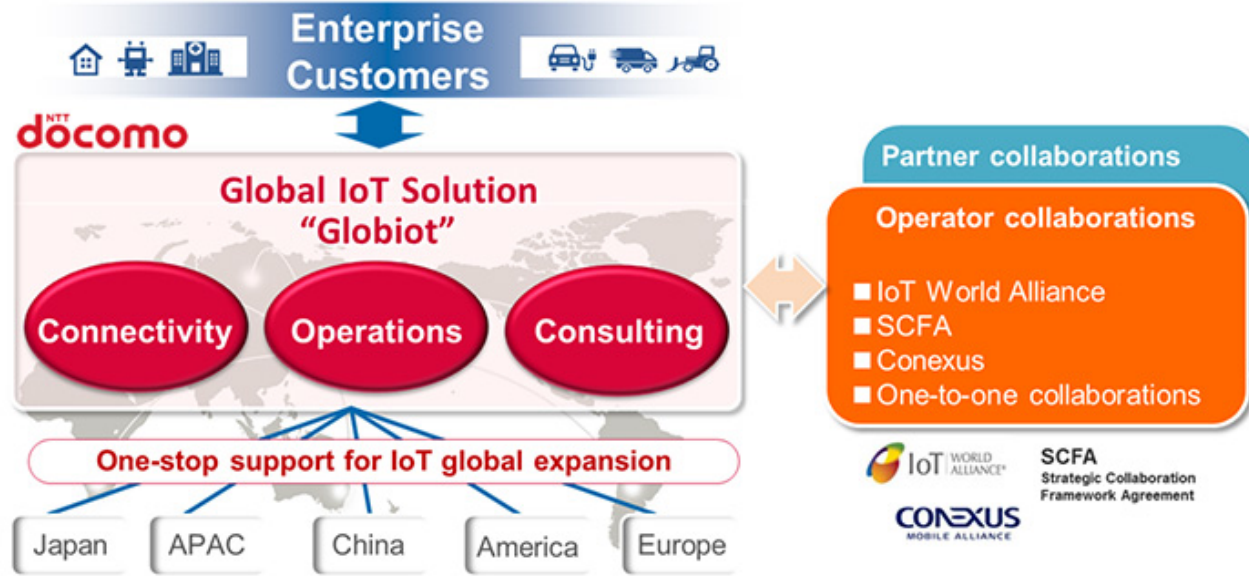 Enterprise
Customers
NTT
döcomo
Global IoT Solution
“Globiot”
Connectivity
Operations
Consulting
One-stop support for IoT global expansion
Japan
APAC
China
America
Europe
Partner collaborations
Operator collaborations
IoT World Alliance
SCFA
Conexus
One-to-one collaborations
IoT WORLD
ALLIANCE®
SCFA
Strategic Collaboration
Framework Agreement
CONEXUS
MOBILE ALLIANCE